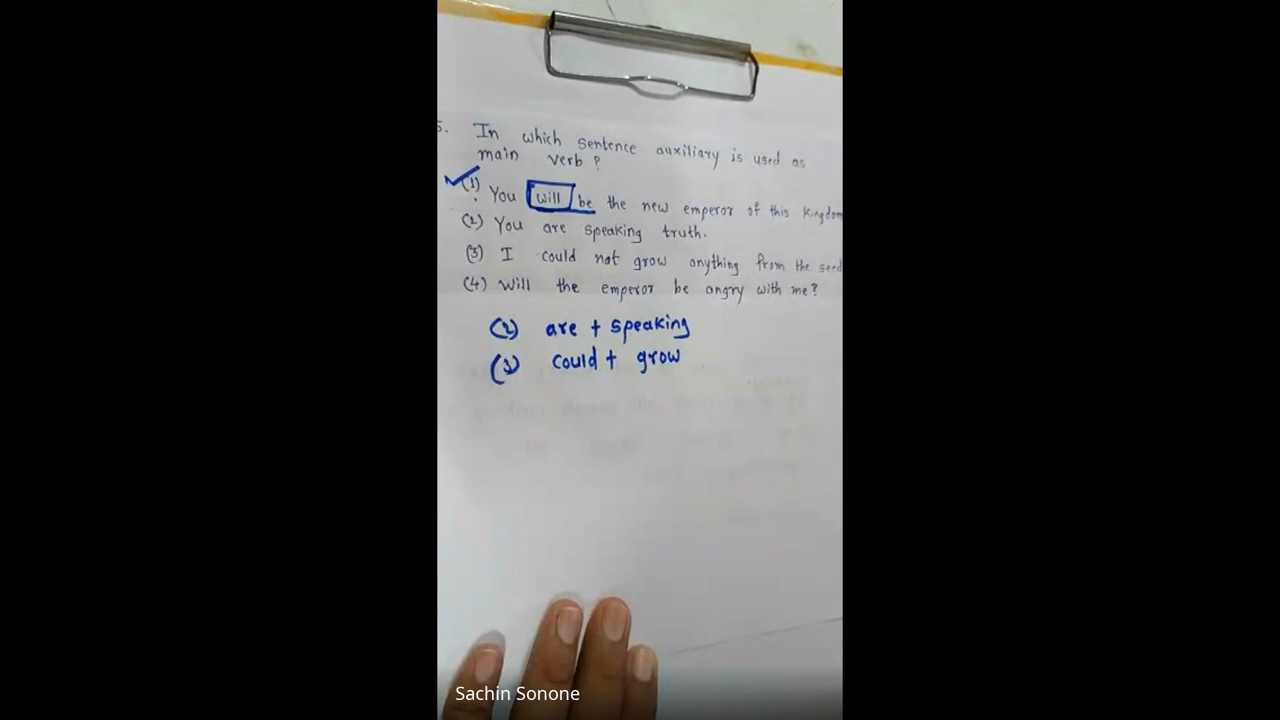 5. In which sentence auxiliary is used as
main verb ?
(1) You will be the new emperor of this kingdom
(2) You are speaking truth.
(3) I could not grow anything from the seed
(4) Will the emperor be angry with me?
(2) are + speaking
(3) could + grow
Sachin Sonone